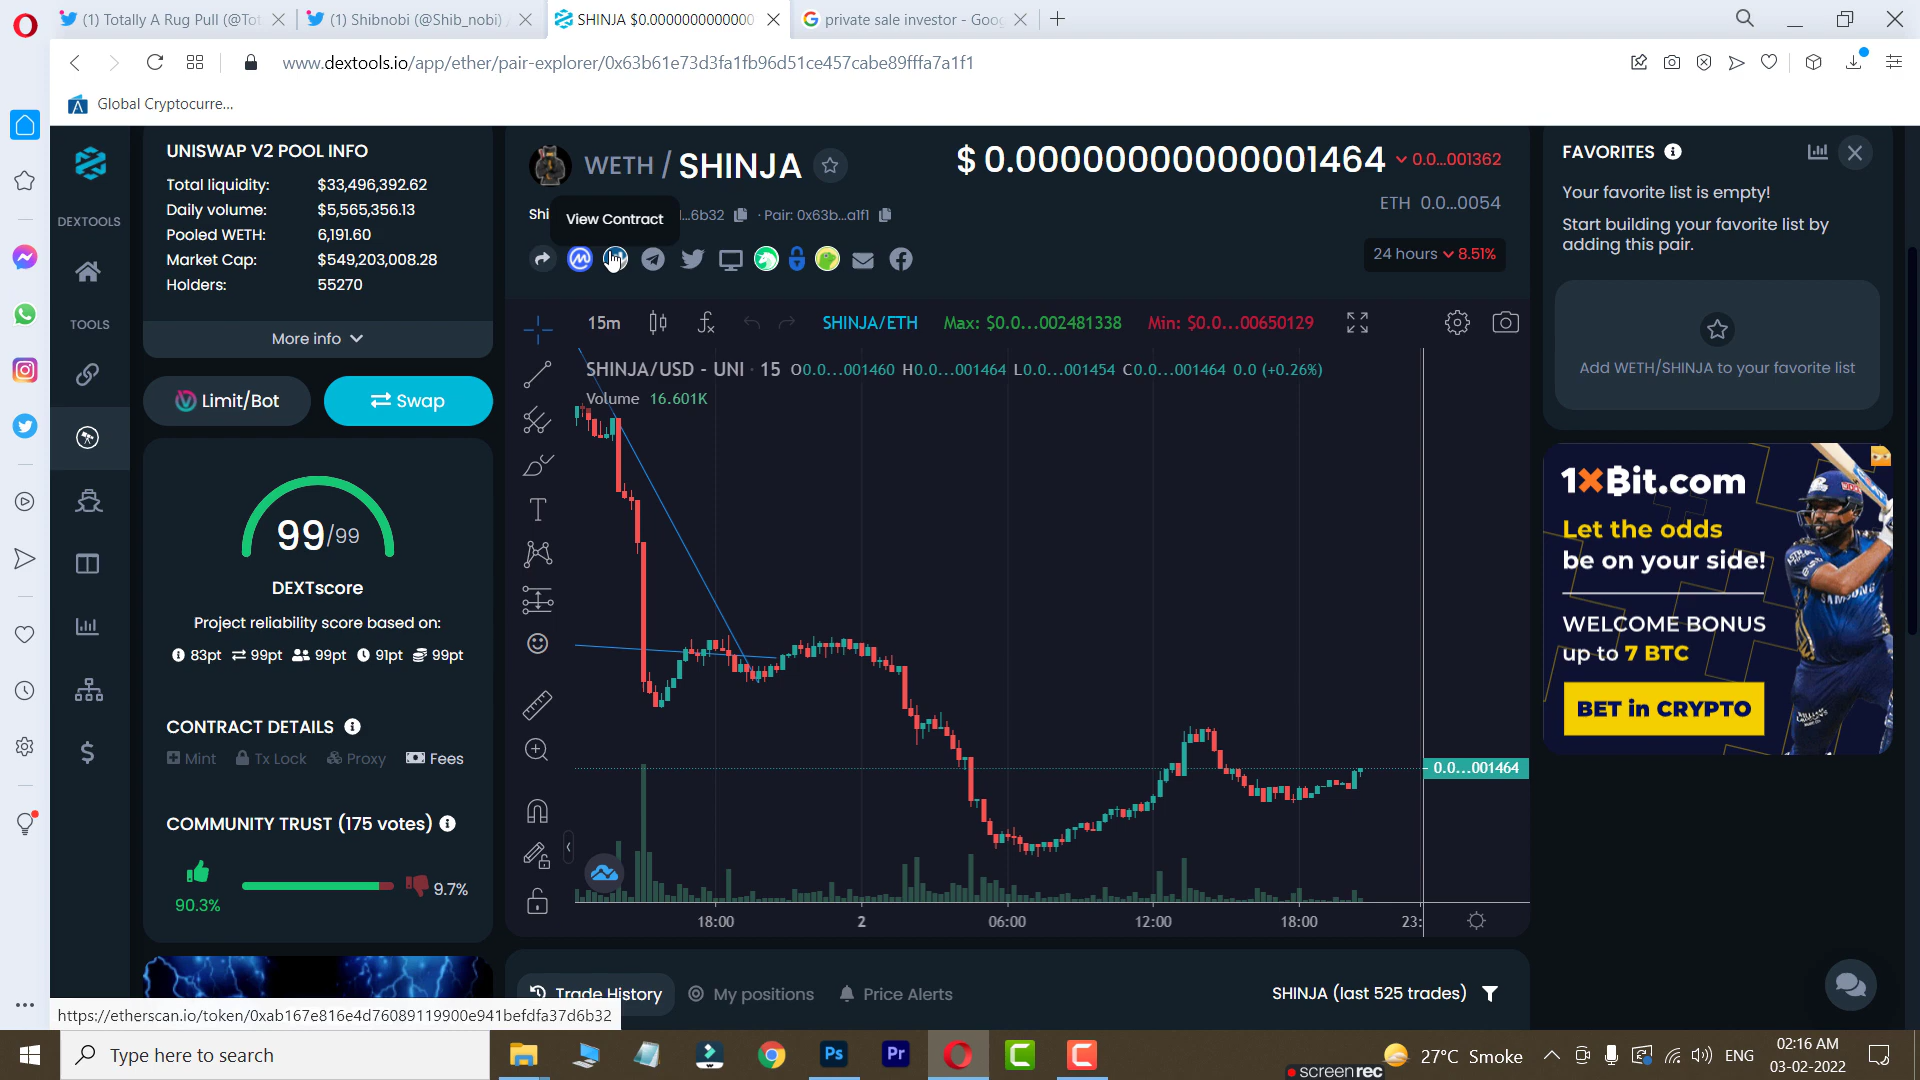 (1) Totally A Rug Pull (@Tot
(1) Shibnobi (@Shib_nobi)
SHINJA $0.0000000000000
private sale investor - Goog
www.dextools.io/app/ether/pair-explorer/0x63b61e73d3fa1fb96d51ce457cabe89fffa7a1f1
Global Cryptocurre...
DEXTOOLS
TOOLS
UNISWAP V2 POOL INFO
Total liquidity: $33,496,392.62
Daily volume: $5,565,356.13
Pooled WETH: 6,191.60
Market Cap: $549,203,008.28
Holders: 55270
More info
Limit/Bot
Swap
99/99
DEXTscore
Project reliability score based on:
83pt 99pt 99pt 91pt 99pt
CONTRACT DETAILS
Mint Tx Lock Proxy Fees
COMMUNITY TRUST (175 votes)
90.3%
9.7%
WETH / SHINJA
$ 0.00000000000001464
0.0...001362
ETH 0.0...0054
Shi
View Contract
...6b32
· Pair: 0x63b...a1f1
24 hours 8.51%
15m
SHINJA/ETH
Max: $0.0...002481338
Min: $0.0...00650129
SHINJA/USD - UNI · 15 O0.0...001460 H0.0...001464 L0.0...001454 C0.0...001464 0.0 (+0.26%)
Volume 16.601K
0.0...001464
18:00 2 06:00 12:00 18:00 23:
Trade History
My positions
Price Alerts
SHINJA (last 525 trades)
FAVORITES
Your favorite list is empty!
Start building your favorite list by
adding this pair.
Add WETH/SHINJA to your favorite list
1XBit.com
Let the odds
be on your side!
WELCOME BONUS
up to 7 BTC
BET in CRYPTO
SAMSUNG
https://etherscan.io/token/0xab167e816e4d76089119900e941befdfa37d6b32
Type here to search
Ps
Pr
27°C Smoke
ENG
02:16 AM
03-02-2022
screenrec